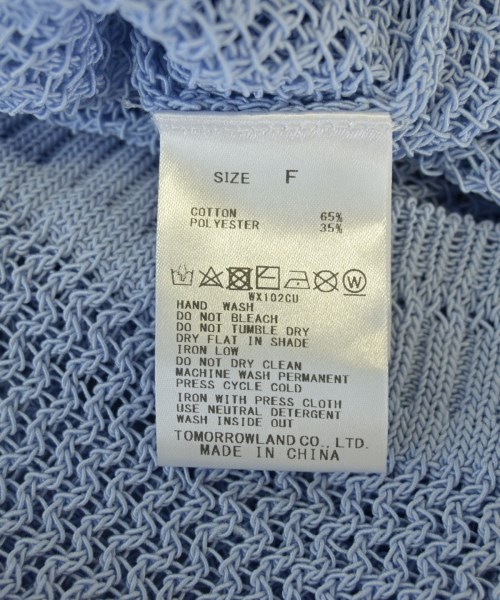 SIZE F
COTTON 65%
POLYESTER 35%
W
WX102CU
HAND WASH
DO NOT BLEACH
DO NOT TUMBLE DRY
DRY FLAT IN SHADE
IRON LOW
DO NOT DRY CLEAN
MACHINE WASH PERMANENT
PRESS CYCLE COLD
IRON WITH PRESS CLOTH
USE NEUTRAL DETERGENT
WASH INSIDE OUT
TOMORROWLAND CO., LTD.
MADE IN CHINA